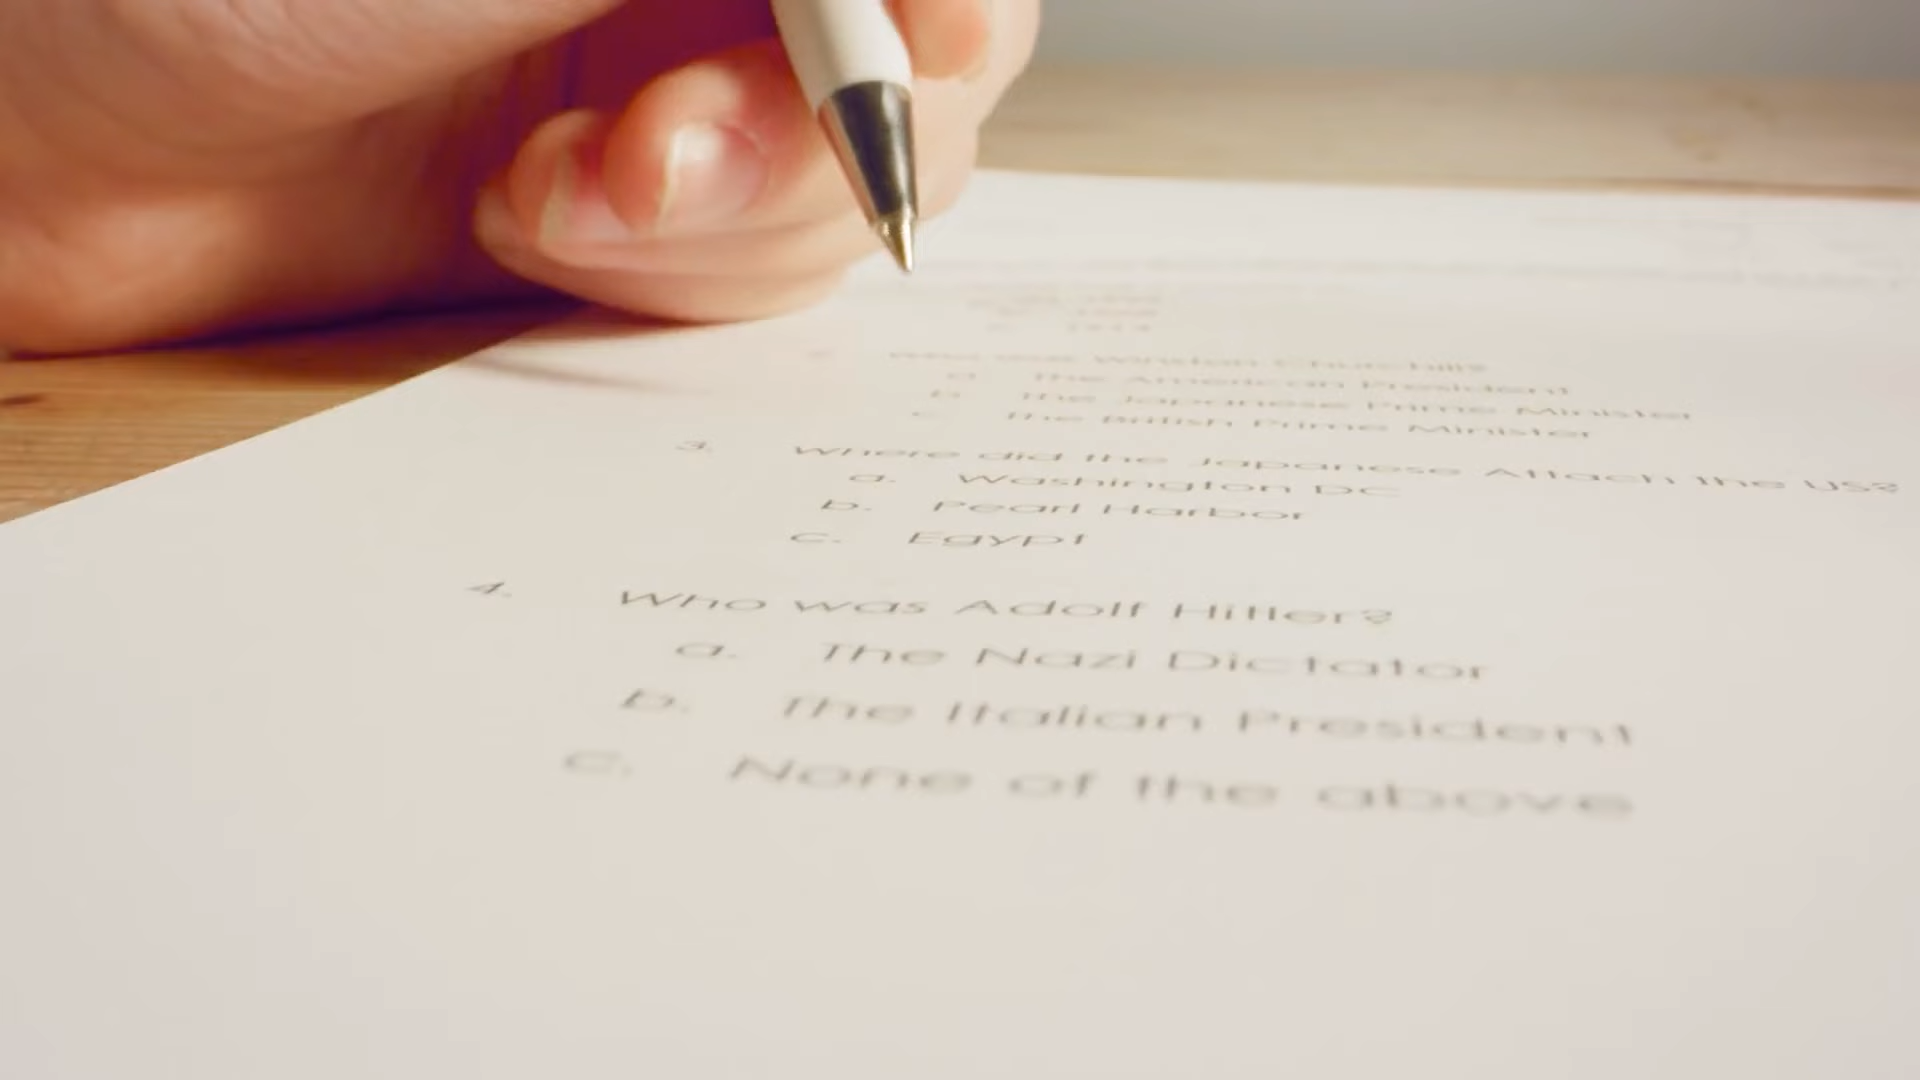 Who was Winston Churchill?
a. The American President
b. The Japanese Prime Minister
c. The British Prime Minister
3. Where did the Japanese Attach the US?
a. Washington DC
b. Pearl Harbor
c. Egypt
4. Who was Adolf Hitler?
a. The Nazi Dictator
b. The Italian President
c. None of the above